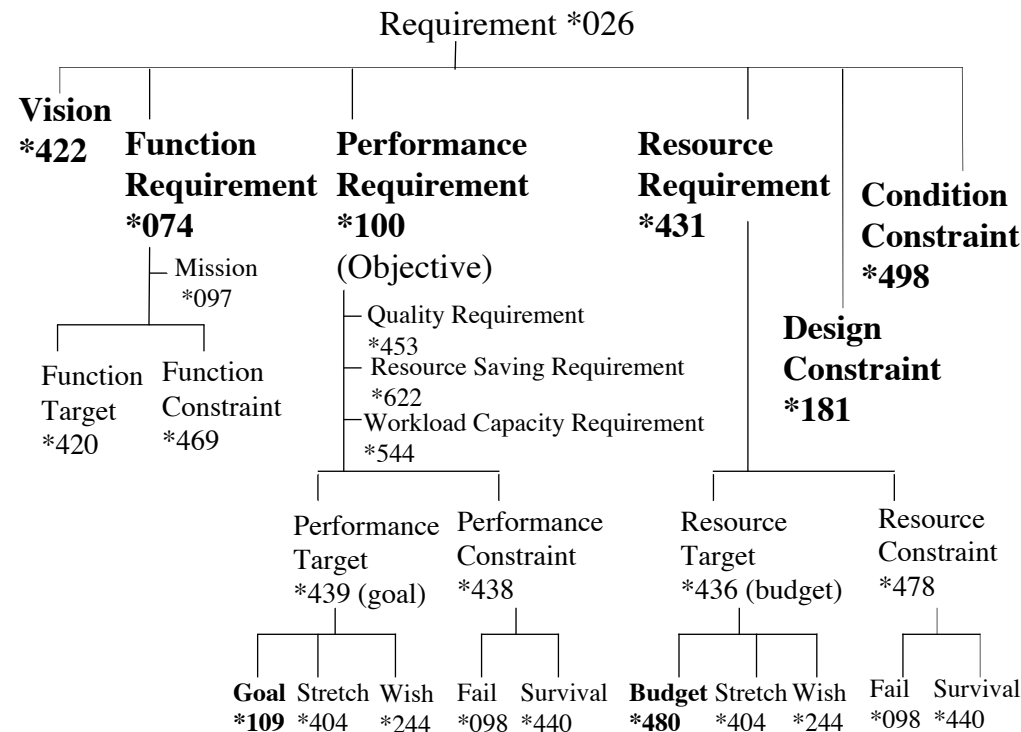 Requirement *026
Vision
*422
Function
Requirement
*074
Mission
*097
Function
Target
*420
Function
Constraint
*469
Performance
Requirement
*100
(Objective)
Quality Requirement
*453
Resource Saving Requirement
*622
Workload Capacity Requirement
*544
Performance
Target
*439 (goal)
Goal
*109
Stretch
*404
Wish
*244
Performance
Constraint
*438
Fail
*098
Survival
*440
Resource
Requirement
*431
Resource
Target
*436 (budget)
Budget
*480
Stretch
*404
Wish
*244
Resource
Constraint
*478
Fail
*098
Survival
*440
Design
Constraint
*181
Condition
Constraint
*498